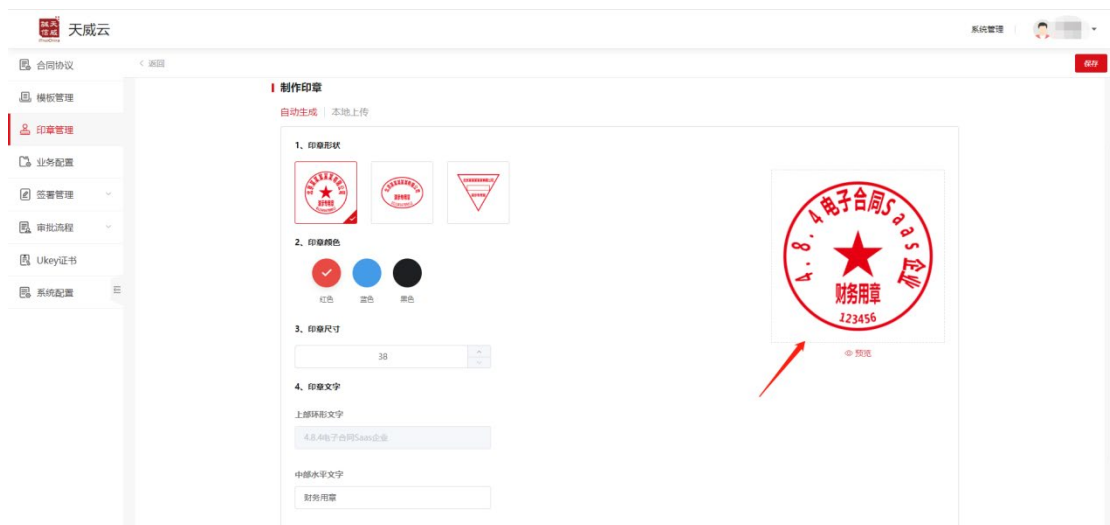 天威云
系统管理
合同协议
返回
保存
模板管理
制作印章
自动生成
本地上传
印章管理
1、印章形状
业务配置
签署管理
审批流程
2、印章颜色
Ukey证书
系统配置
红色
蓝色
黑色
3、印章尺寸
38
4、印章文字
上部环形文字
4.8.4电子合同Saas企业
中部水平文字
财务用章
4.8.4电子合同Saas企业
财务用章
123456
预览